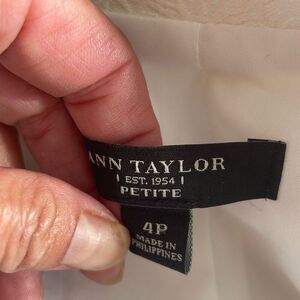 ANN TAYLOR
EST. 1954
PETITE
4P
MADE IN
PHILIPPINES